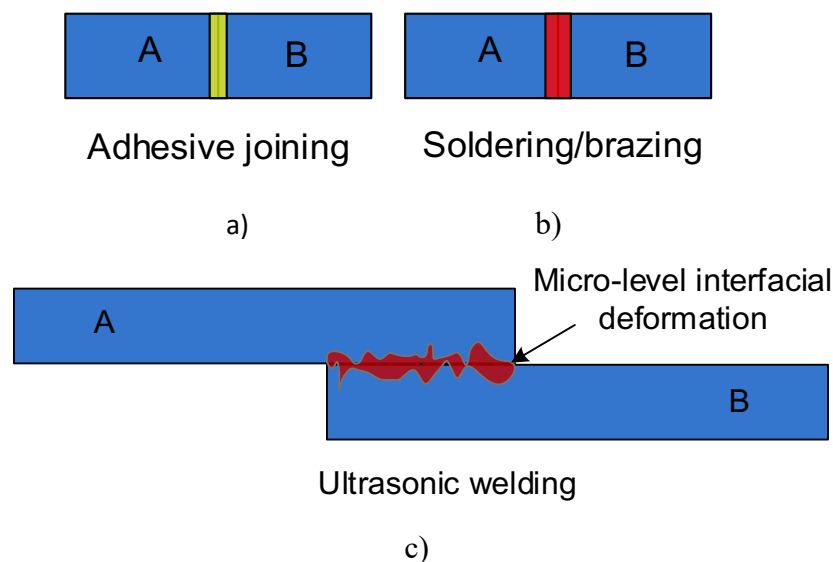 A B A B
Adhesive joining Soldering/brazing
a) b)
Micro-level interfacial
deformation
A
B
Ultrasonic welding
c)